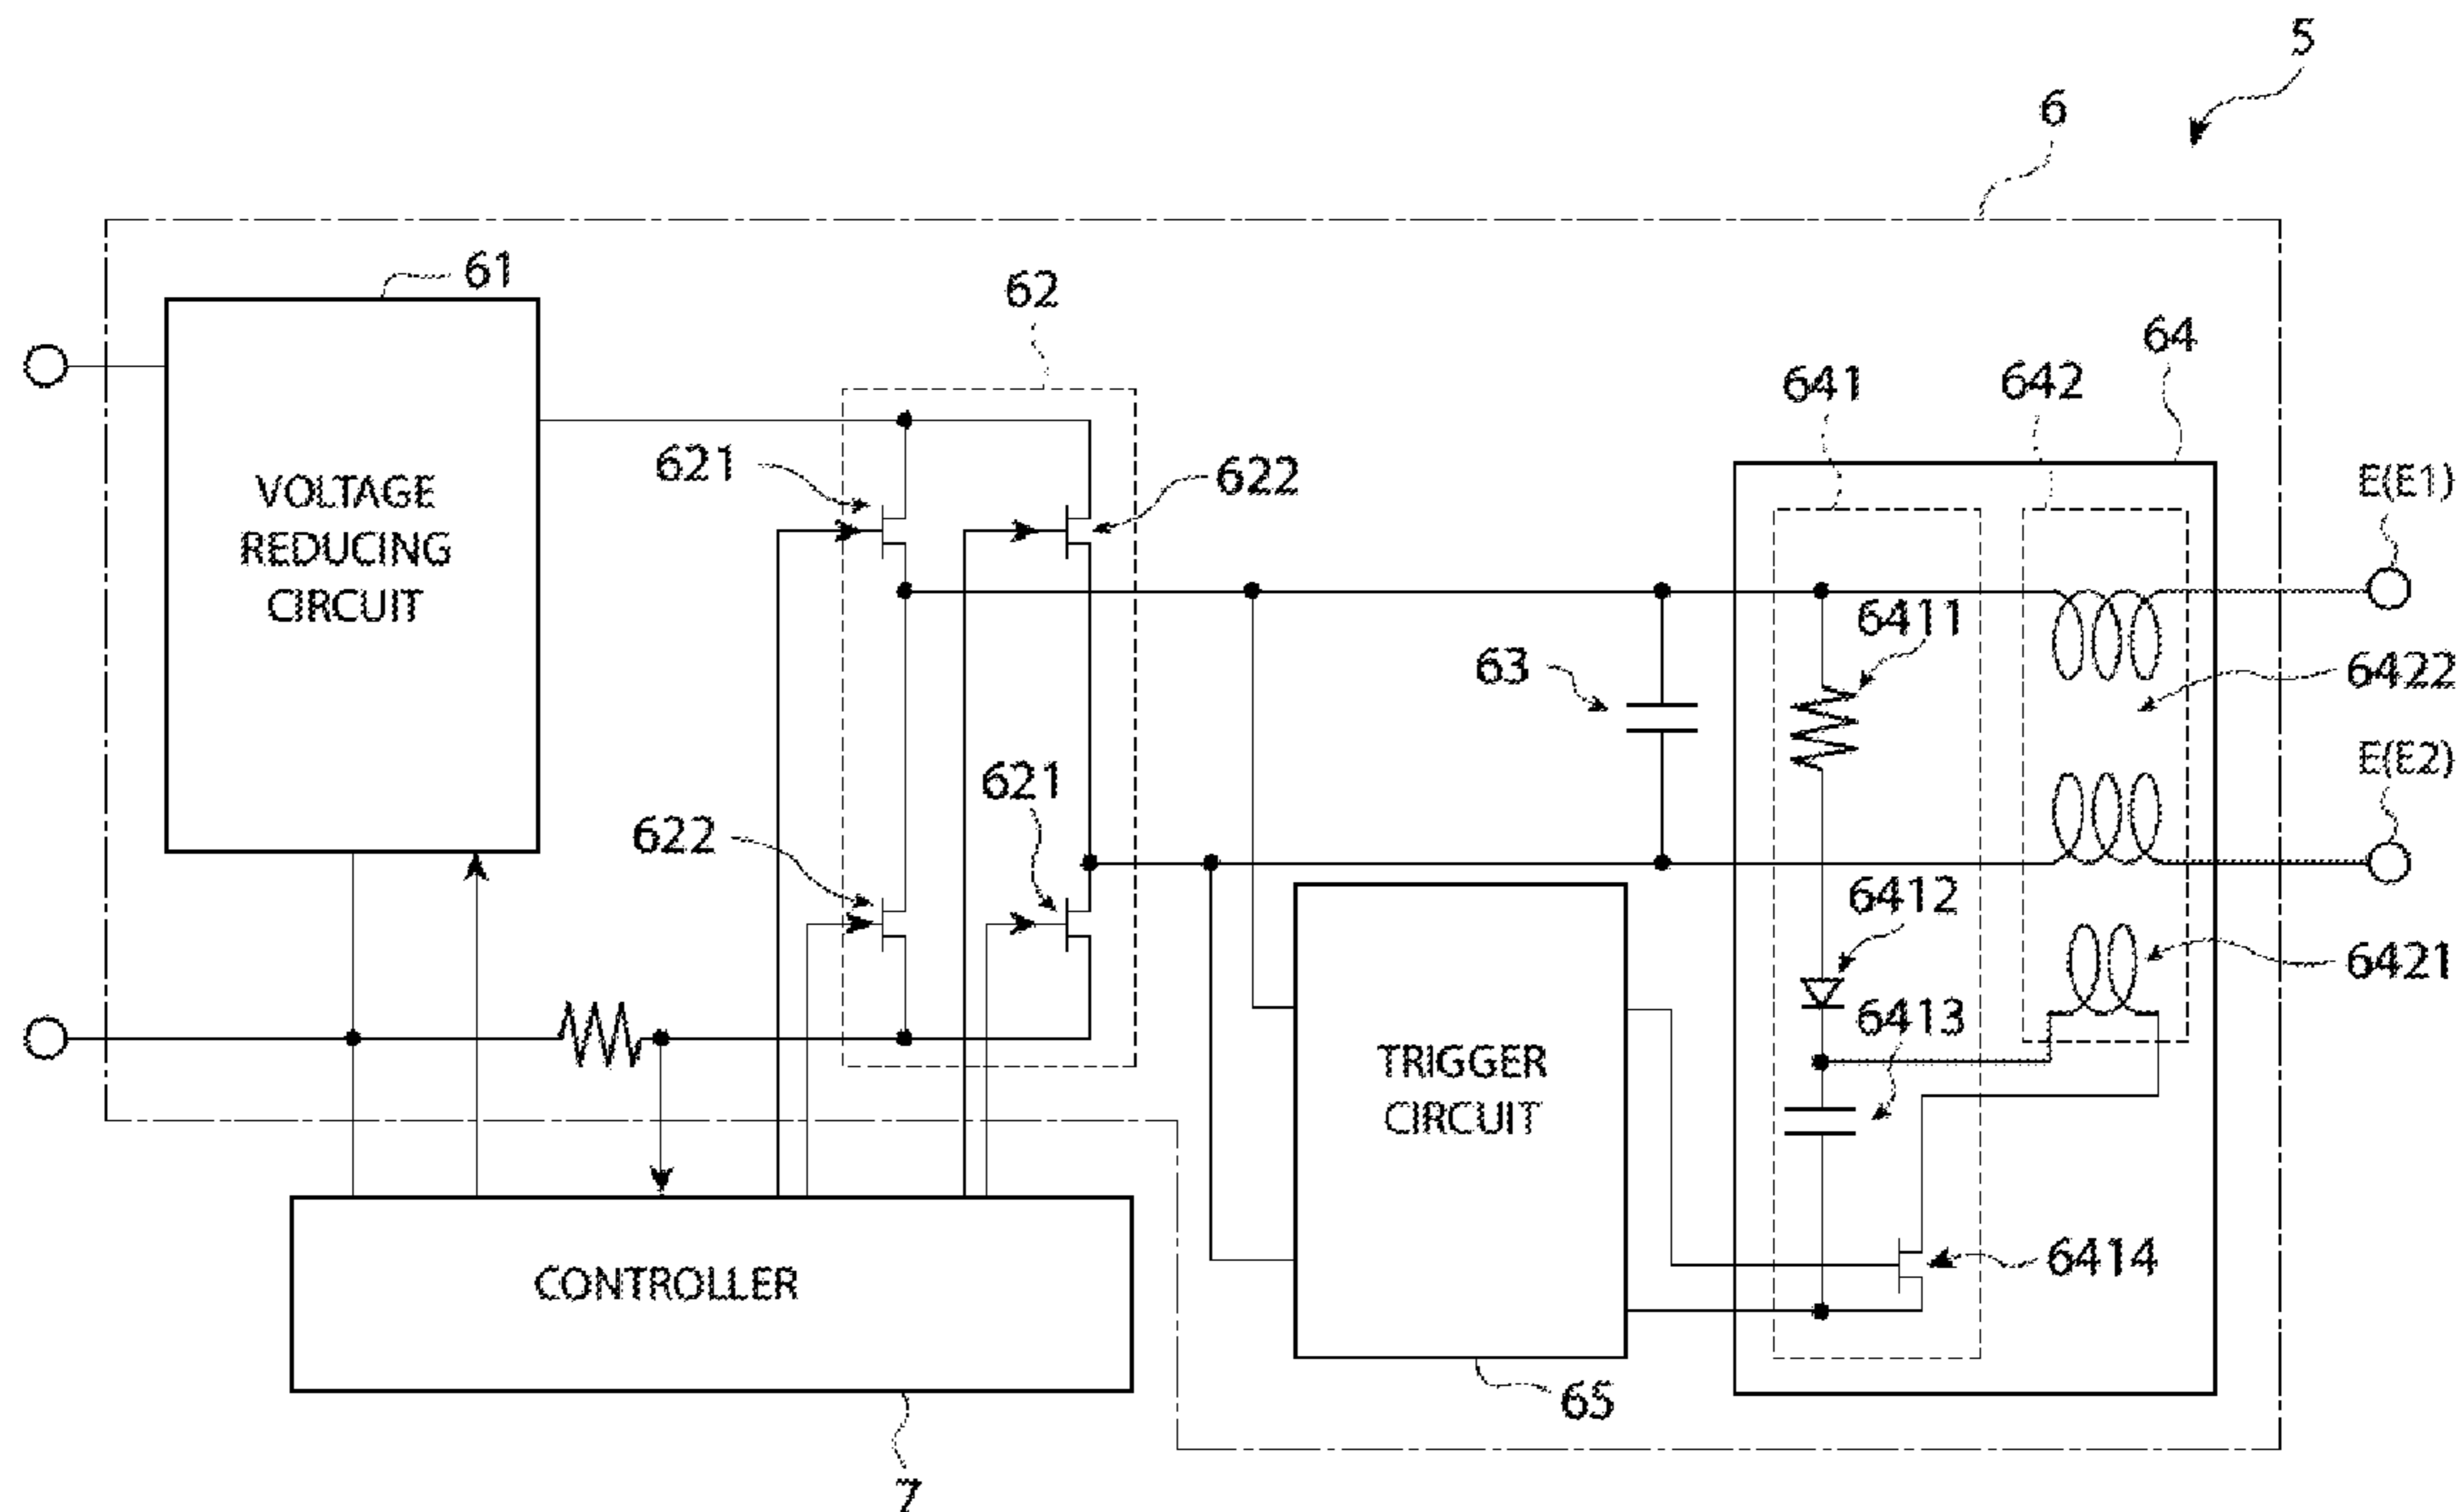 5
6
61
62
64
641
642
E(E1)
621
622
VOLTAGE
REDUCING
CIRCUIT
6411
63
6422
E(E2)
621
622
6412
6421
6413
TRIGGER
CIRCUIT
6414
CONTROLLER
65
7